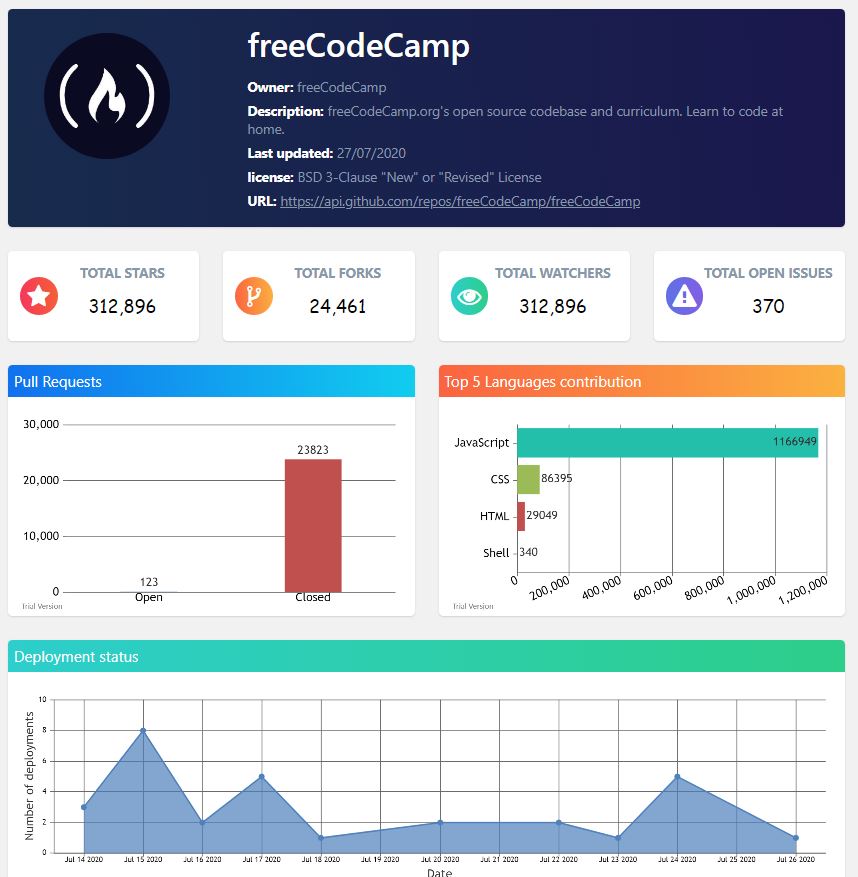 freeCodeCamp
Owner: freeCodeCamp
Description: freeCodeCamp.org's open source codebase and curriculum. Learn to code at
home.
Last updated: 27/07/2020
license: BSD 3-Clause "New" or "Revised" License
URL: https://api.github.com/repos/freeCodeCamp/freeCodeCamp
TOTAL STARS
312,896
TOTAL FORKS
24,461
TOTAL WATCHERS
312,896
TOTAL OPEN ISSUES
370
Pull Requests
30,000
20,000
10,000
0
23823
123
Open
Closed
Trial Version
Top 5 Languages contribution
JavaScript
1166949
CSS
86395
HTML
29049
Shell
340
0
200,000
400,000
600,000
800,000
1,000,000
1,200,000
Trial Version
Deployment status
Number of deployments
10
8
6
4
2
0
Jul 14 2020
Jul 15 2020
Jul 16 2020
Jul 17 2020
Jul 18 2020
Jul 19 2020
Jul 20 2020
Jul 21 2020
Jul 22 2020
Jul 23 2020
Jul 24 2020
Jul 25 2020
Jul 26 2020
Date